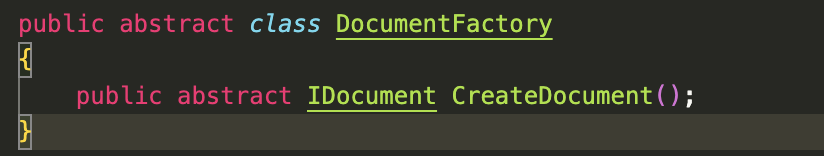 public abstract class DocumentFactory
{
    public abstract IDocument CreateDocument();
}